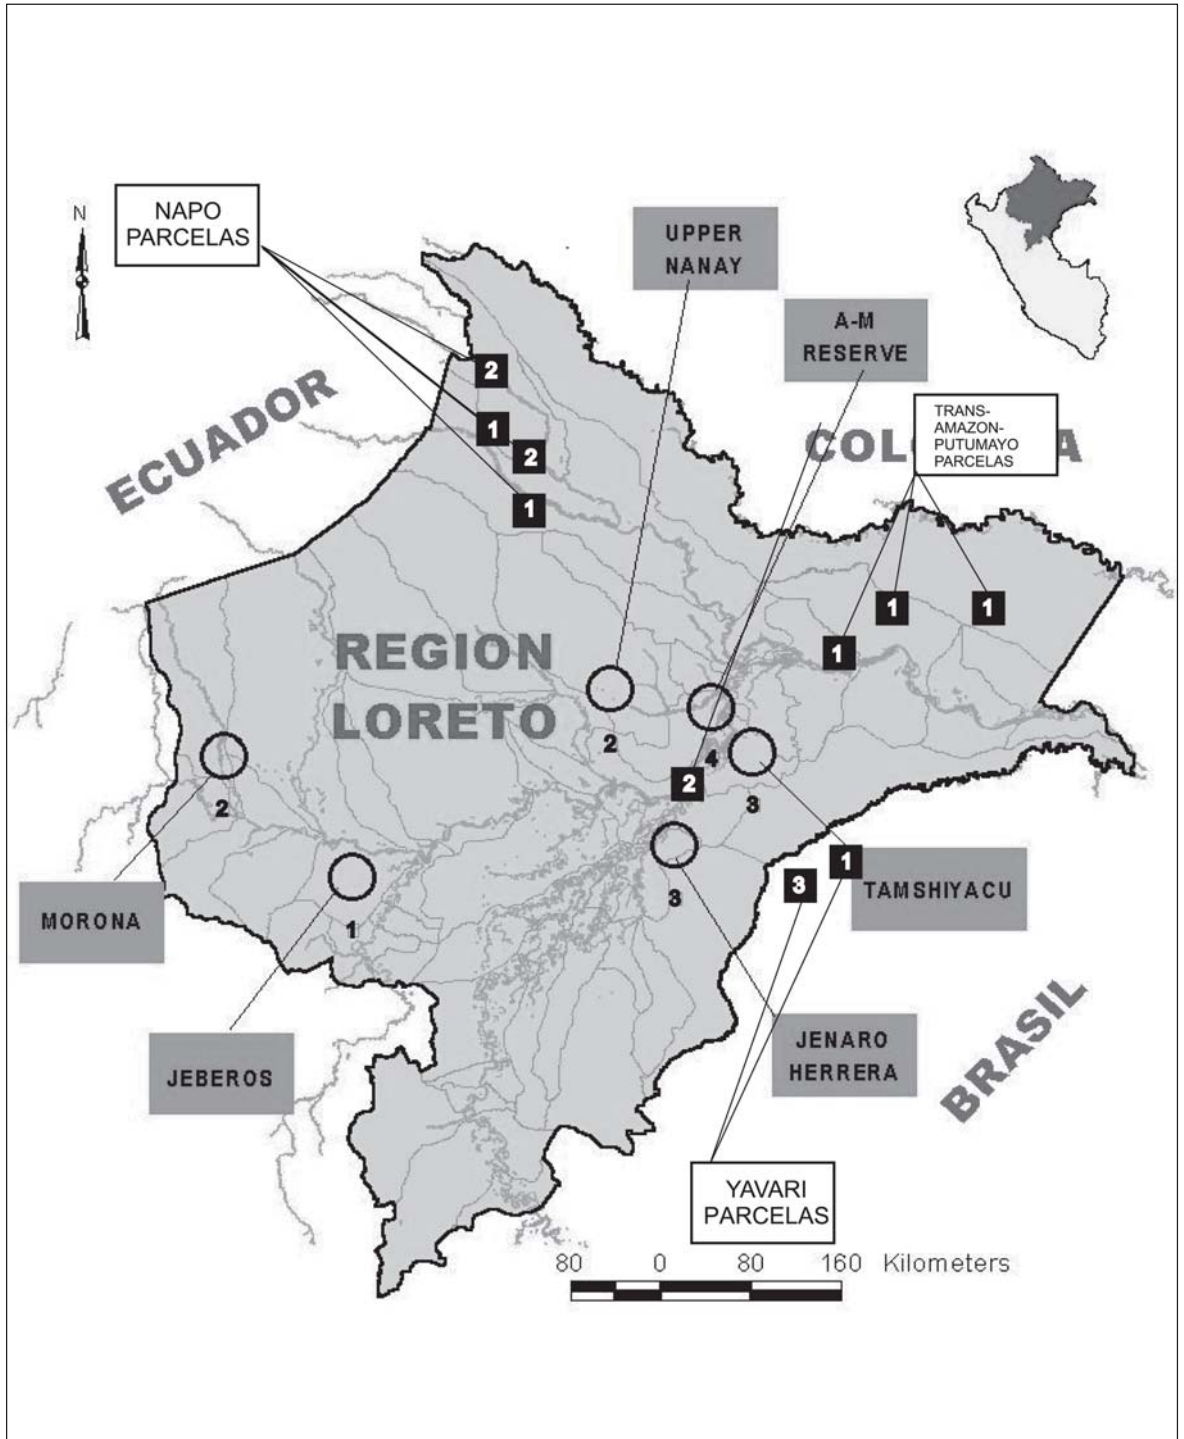 N
NAPO
PARCELAS
UPPER
NANAY
A-M
RESERVE
TRANS-
AMAZON-
PUTUMAYO
PARCELAS
ECUADOR
2
1
2
1
1
1
1
REGION
LORETO
2
4
2
3
2
3
1
3
1
TAMSHIYACU
MORONA
JENARO
HERRERA
JEBEROS
BRASIL
YAVARI
PARCELAS
80 0 80 160 Kilometers